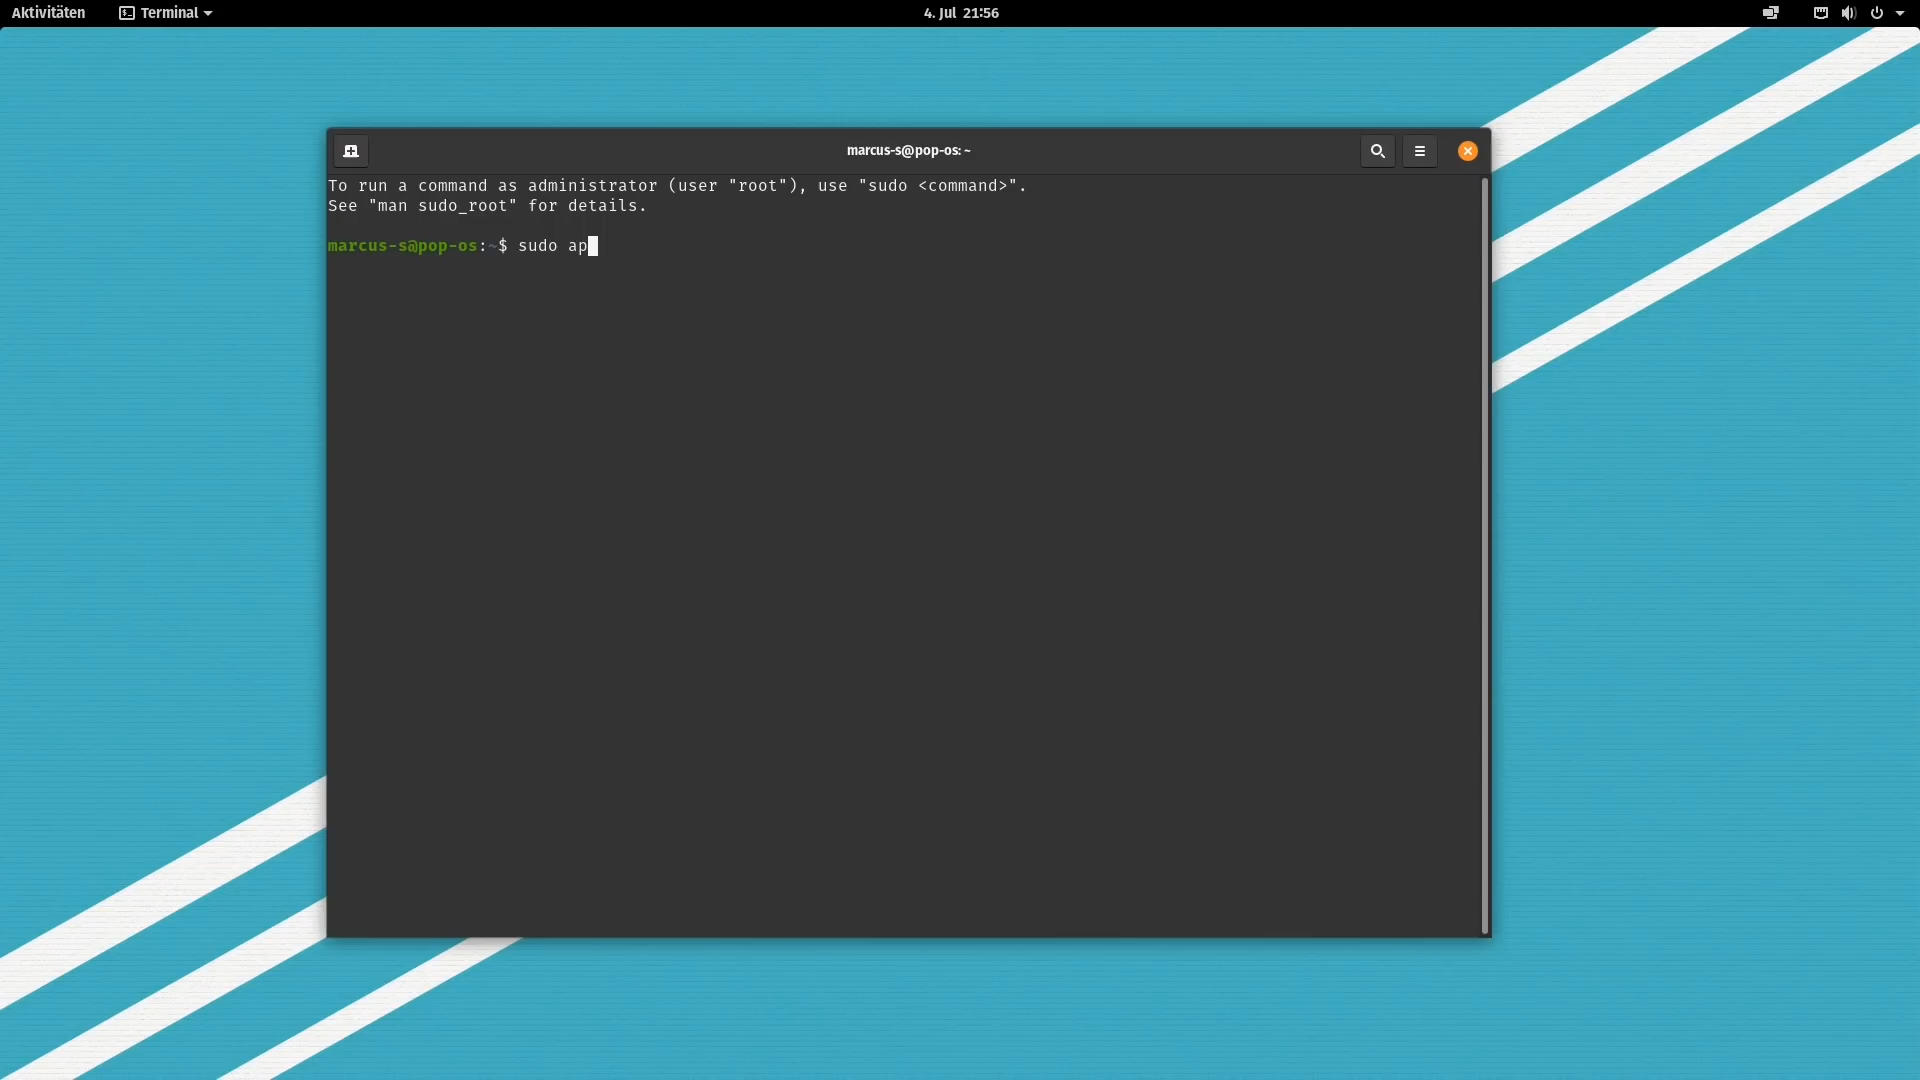 Aktivitäten Terminal 4. Jul 21:56
marcus-s@pop-os: ~
To run a command as administrator (user "root"), use "sudo <command>".
See "man sudo_root" for details.
marcus-s@pop-os:~$ sudo ap